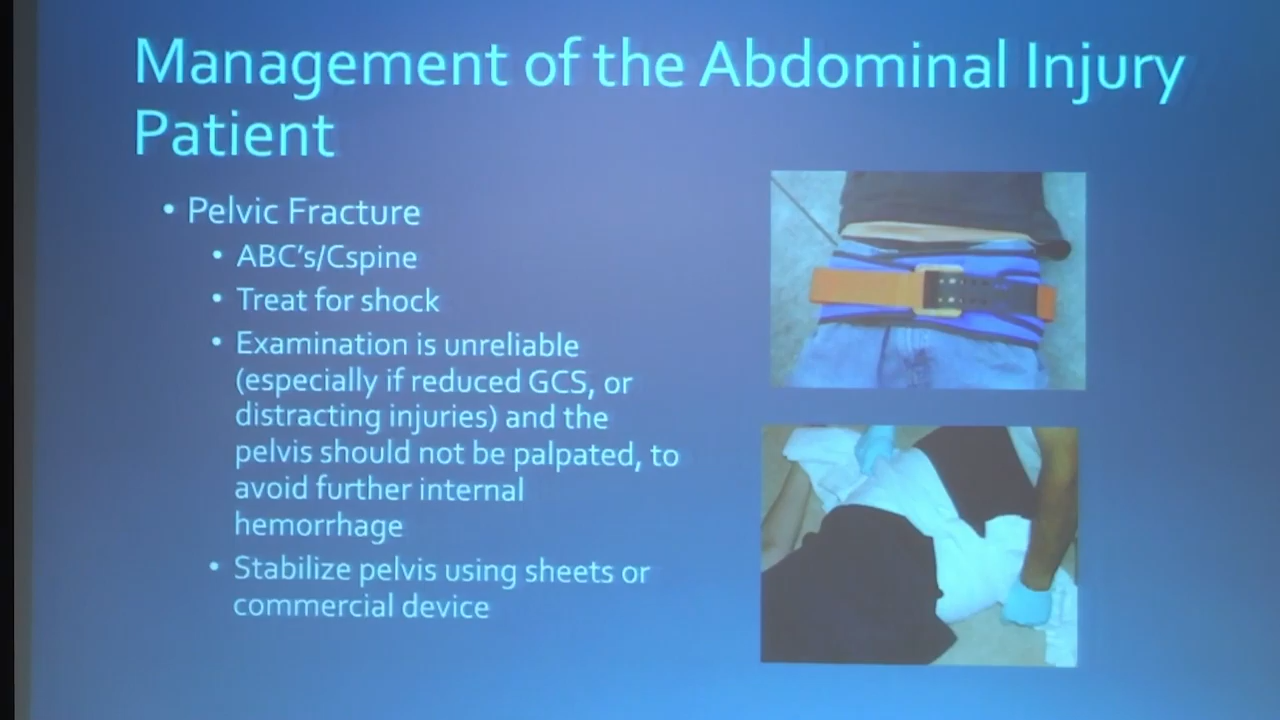 Management of the Abdominal Injury
Patient
• Pelvic Fracture
• ABC's/Cspine
• Treat for shock
• Examination is unreliable
(especially if reduced GCS, or
distracting injuries) and the
pelvis should not be palpated, to
avoid further internal
hemorrhage
• Stabilize pelvis using sheets or
commercial device